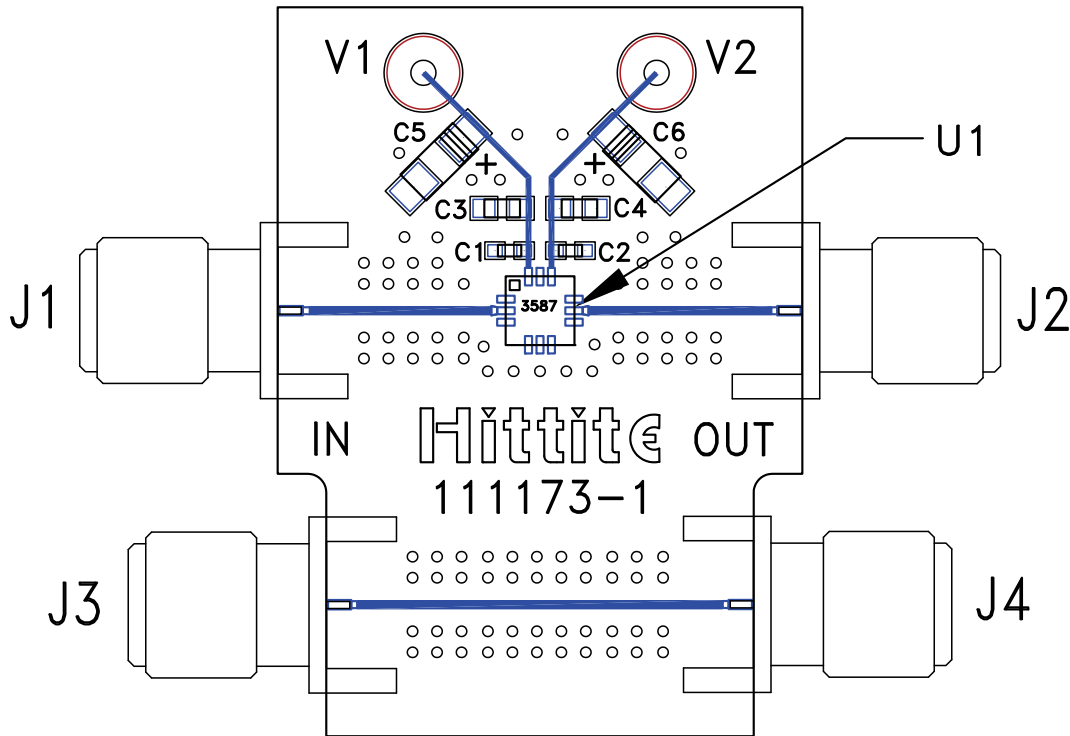 V1
V2
C5
C6
U1
+
+
C3
C4
C1
C2
3587
J1
J2
IN
Hittite
OUT
111173-1
J3
J4